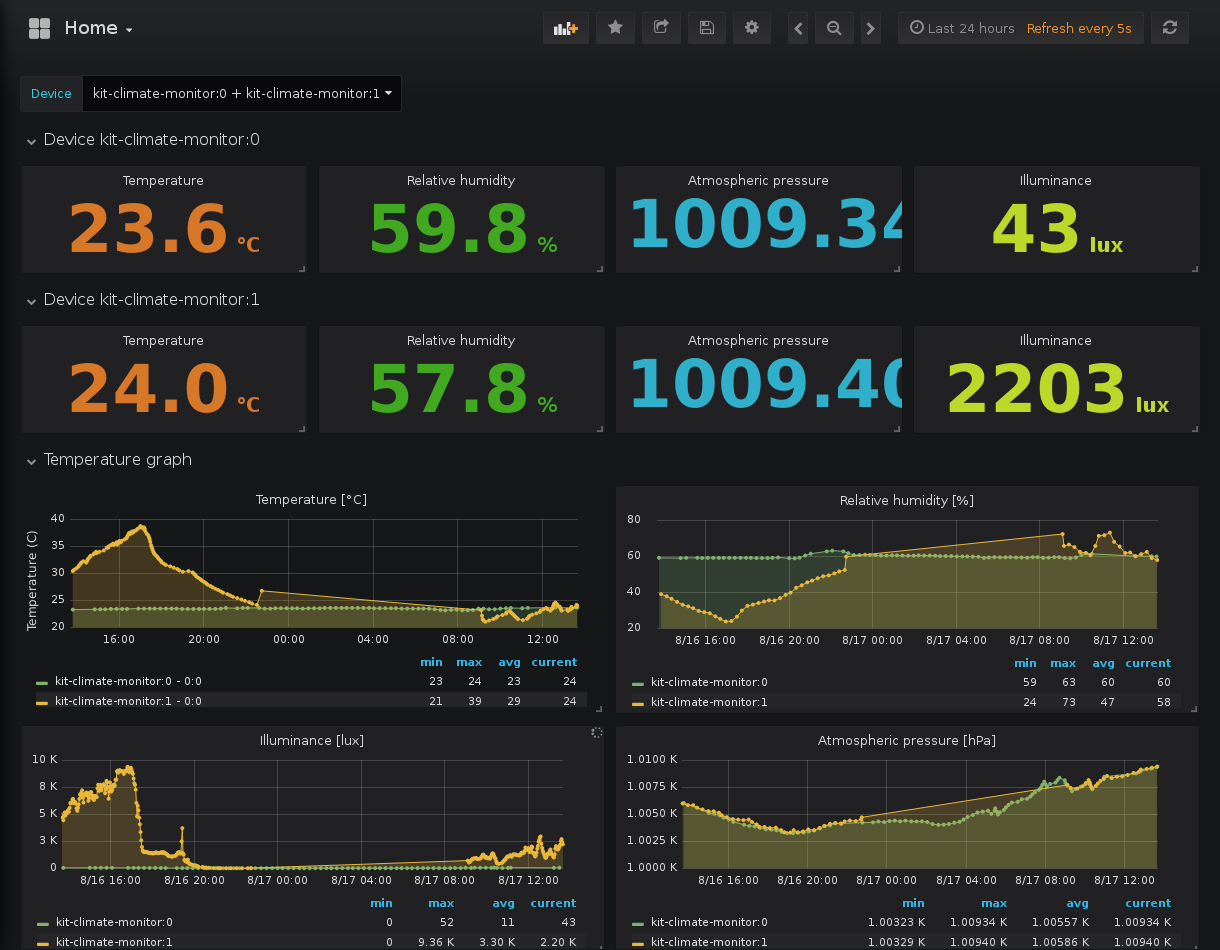 Home
Last 24 hours Refresh every 5s
Device kit-climate-monitor:0 + kit-climate-monitor:1
Device kit-climate-monitor:0
Temperature Relative humidity Atmospheric pressure Illuminance
23.6 °C 59.8 % 1009.34 43 lux
Device kit-climate-monitor:1
Temperature Relative humidity Atmospheric pressure Illuminance
24.0 °C 57.8 % 1009.40 2203 lux
Temperature graph
Temperature [°C]
Temperature (C)
40
35
30
25
20
16:00 20:00 00:00 04:00 08:00 12:00
min max avg current
kit-climate-monitor:0 - 0:0 23 24 23 24
kit-climate-monitor:1 - 0:0 21 39 29 24
Relative humidity [%]
80
60
40
20
8/16 16:00 8/16 20:00 8/17 00:00 8/17 04:00 8/17 08:00 8/17 12:00
min max avg current
kit-climate-monitor:0 59 63 60 60
kit-climate-monitor:1 24 73 47 58
Illuminance [lux]
10 K
8 K
5 K
3 K
0
8/16 16:00 8/16 20:00 8/17 00:00 8/17 04:00 8/17 08:00 8/17 12:00
min max avg current
kit-climate-monitor:0 0 52 11 43
kit-climate-monitor:1 0 9.36 K 3.30 K 2.20 K
Atmospheric pressure [hPa]
1.0100 K
1.0075 K
1.0050 K
1.0025 K
1.0000 K
8/16 16:00 8/16 20:00 8/17 00:00 8/17 04:00 8/17 08:00 8/17 12:00
min max avg current
kit-climate-monitor:0 1.00323 K 1.00934 K 1.00557 K 1.00934 K
kit-climate-monitor:1 1.00329 K 1.00940 K 1.00586 K 1.00940 K